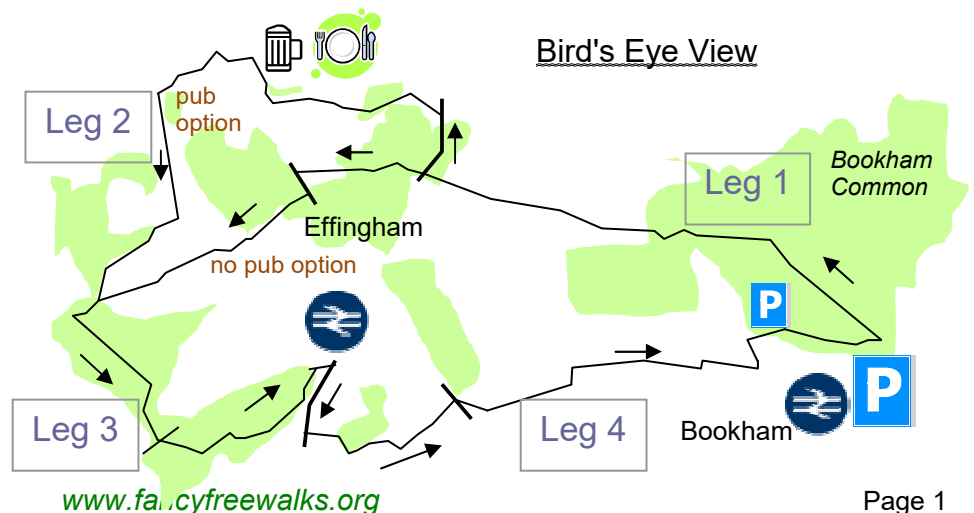 Bird's Eye View
pub
option
Leg 2
Leg 1
Bookham
Common
Effingham
no pub option
P
P
Leg 3
Leg 4
Bookham
www.fancyfreewalks.org
Page 1